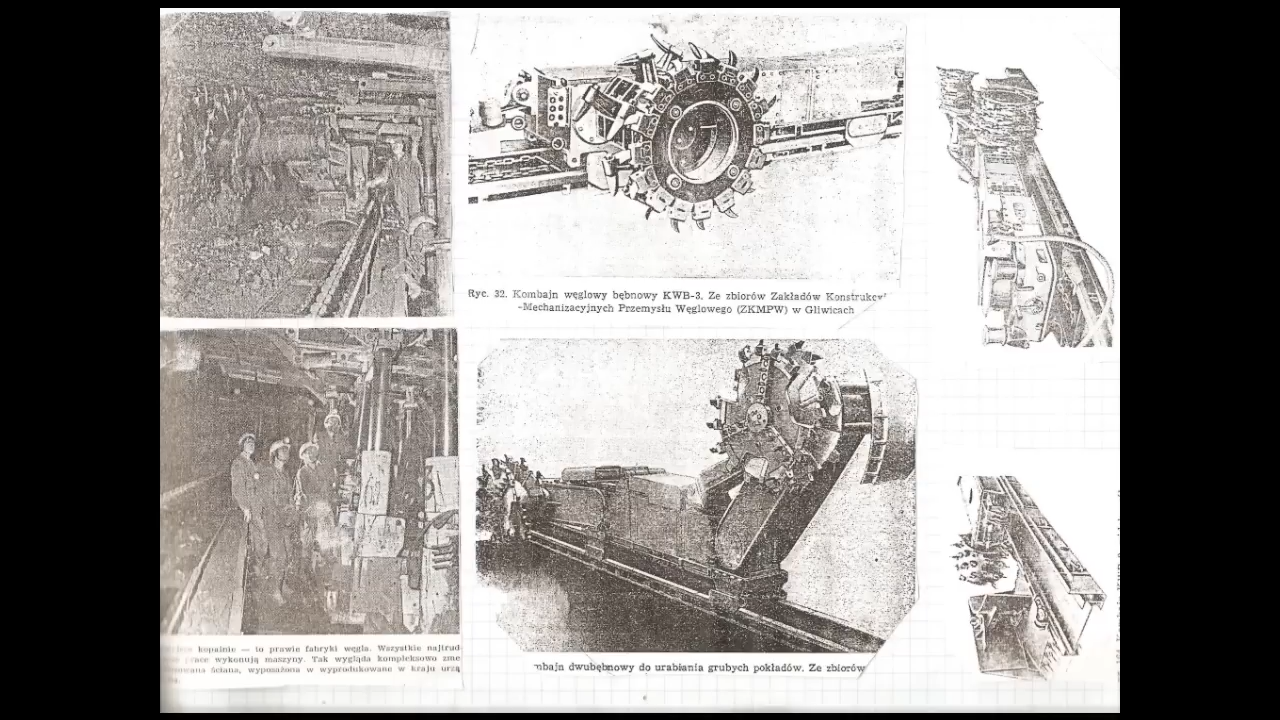 Ryc. 32. Kombajn węglowy bębnowy KWB-3. Ze zbiorów Zakładów Konstrukcyj
-Mechanizacyjnych Przemysłu Węglowego (ZKMPW) w Gliwicach
kopalnie — to prawie fabryki węgla. Wszystkie najtrud-
prace wykonują maszyny. Tak wygląda kompleksowo zme
ściana, wyposażona w wyprodukowane w kraju urzą
mbajn dwubębnowy do urabiania grubych pokładów. Ze zbiorów